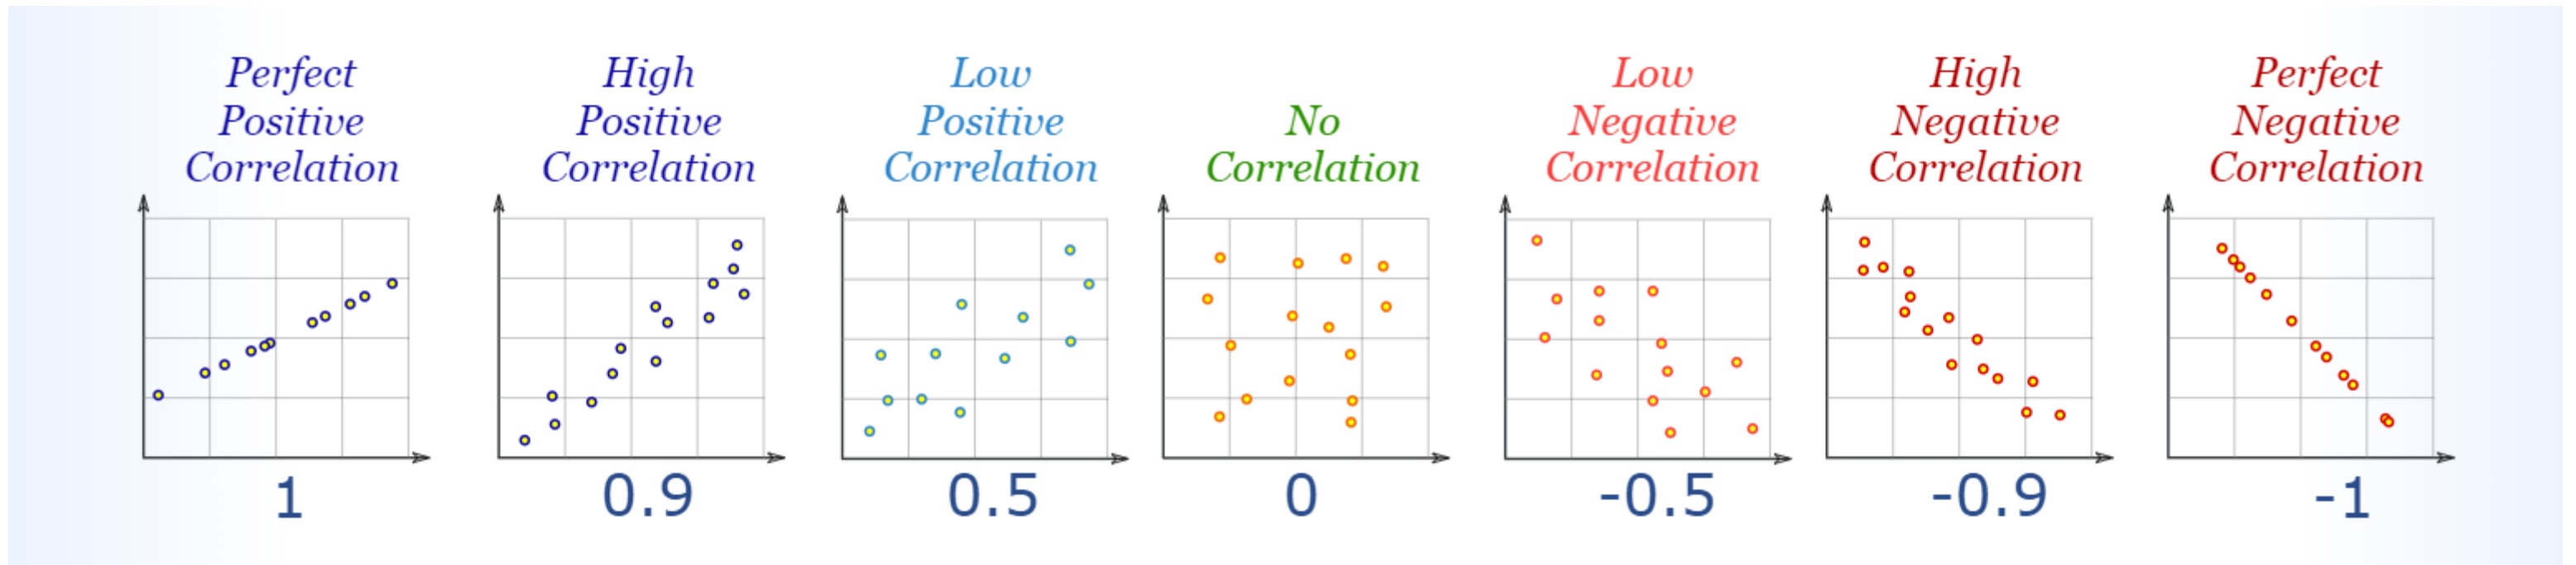 Perfect
Positive
Correlation
1
High
Positive
Correlation
0.9
Low
Positive
Correlation
0.5
No
Correlation
0
Low
Negative
Correlation
-0.5
High
Negative
Correlation
-0.9
Perfect
Negative
Correlation
-1